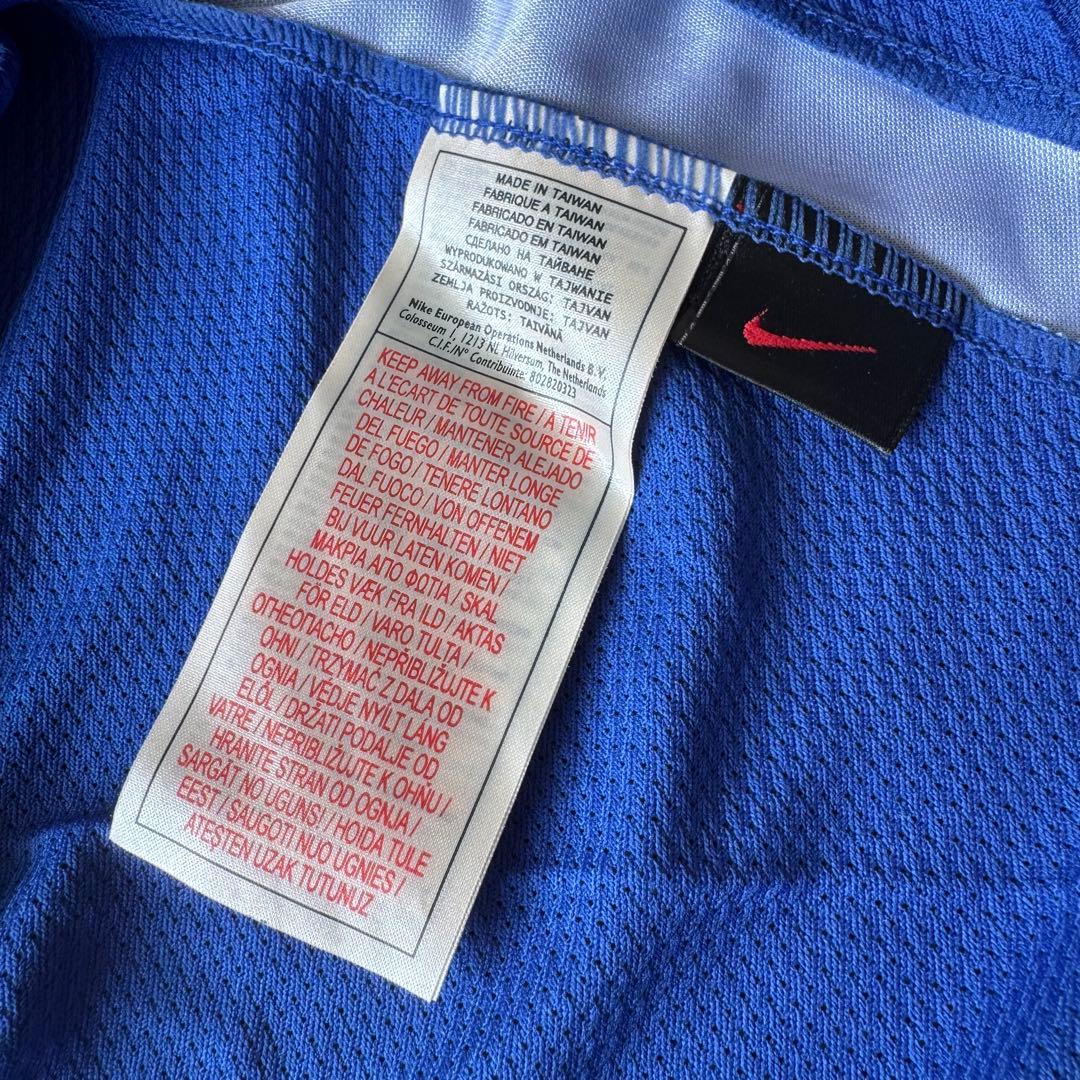 MADE IN TAIWAN
FABRIQUE A TAIWAN
FABRICADO EN TAIWAN
FABRICADO EM TAIWAN
СДЕЛАНО НА ТАЙВАНЕ
WYPRODUKOWANO W TAJWANIE
SZÁRMAZÁSI ORSZÁG: TAJVAN
ZEMLJA PROIZVODNJE: TAJVAN
RAŽOTS: TAIVĀNĀ
Nike European Operations Netherlands B.V.
Colosseum 1, 1213 NL Hilversum, The Netherlands
C.I.F./Nº Contribuinte: 802820323
KEEP AWAY FROM FIRE / A TENIR
A L'ECART DE TOUTE SOURCE DE
CHALEUR / MANTENER ALEJADO
DEL FUEGO / MANTER LONGE
DE FOGO / TENERE LONTANO
DAL FUOCO / VON OFFENEM
FEUER FERNHALTEN / NIET
BIJ VUUR LATEN KOMEN /
ΜΑΚΡΙΑ ΑΠΟ ΦΩΤΙΑ / SKAL
HOLDES VÆK FRA ILD / AKTAS
FÖR ELD / VARO TULTA /
ОГНЕОПАСНО / NEPRIBLIŽUJTE K
OHNI / TRZYMAĆ Z DALA OD
OGNIA / VEDJE NYÍLT LÁNG
ELŐL / DRŽATI PODALJE OD
VATRE / NEPRIBLIŽUJTE K OHŇU /
HRANITE STRAN OD OGNJA /
SARGĀT NO UGUNS / HOIDA TULE
EEST / SAUGOTI NUO UGNIES /
ATEŞTEN UZAK TUTUNUZ